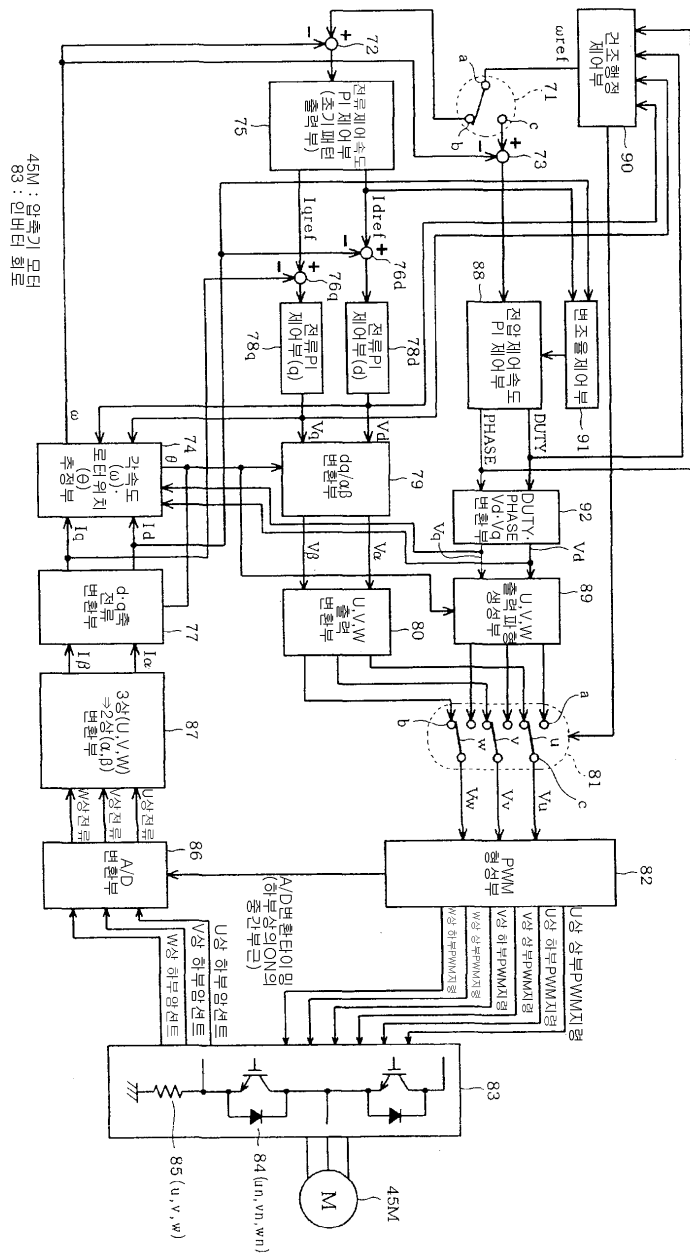 ωref
건조행정
제어부
90
a
71
b
c
+
−
73
+
−
72
전류제어속도
PI 제어부
(초기패턴
출력부)
75
Iqref
Idref
+
−
76d
+
−
76q
전류PI
제어부(d)
78d
전류PI
제어부(q)
78q
88
전압제어속도
PI 제어부
변조율제어부
91
DUTY
PHASE
Vd
Vq
dq/αβ
변환부
79
DUTY·
PHASE
Vd·Vq
변환부
92
Vd
Vq
Vα
Vβ
U,V,W
출력
변환부
80
U,V,W
출력파형
생성부
89
ω
74
θ
각속도
(ω)·
로터위치
(θ)
추정부
Id
Iq
d·q축
전류
변환부
77
Iα
Iβ
3상(U,V,W)
⇒2상(α,β)
변환부
87
U상전류
V상전류
W상전류
A/D
변환부
86
a
b
u
v
w
c
81
Vu
Vv
Vw
PWM
형성부
82
A/D변환타이밍
(하부상의ON의
중간부근)
U상 상부PWM지령
U상 하부PWM지령
V상 상부PWM지령
V상 하부PWM지령
W상 상부PWM지령
W상 하부PWM지령
U상 하부암션트
V상 하부암션트
W상 하부암션트
83
84(un,vn,wn)
85(u,v,w)
M
45M
45M : 압축기 모터
83 : 인버터 회로